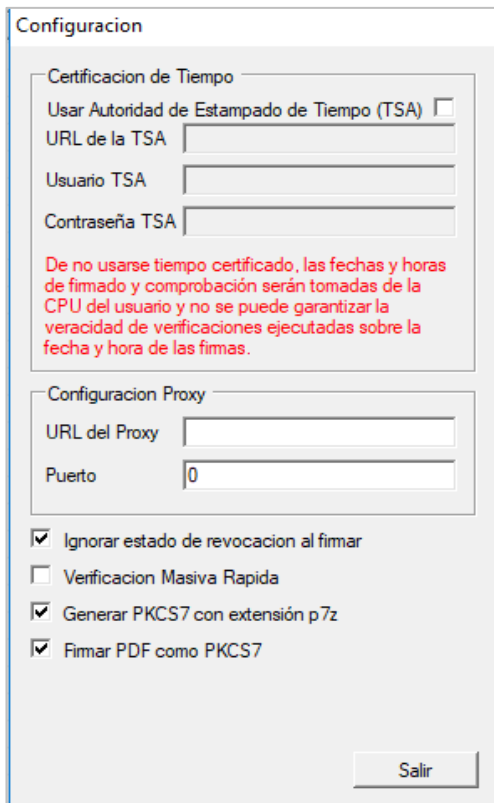 Configuracion
Certificacion de Tiempo
Usar Autoridad de Estampado de Tiempo (TSA)
URL de la TSA
Usuario TSA
Contraseña TSA
De no usarse tiempo certificado, las fechas y horas
de firmado y comprobación serán tomadas de la
CPU del usuario y no se puede garantizar la
veracidad de verificaciones ejecutadas sobre la
fecha y hora de las firmas.
Configuracion Proxy
URL del Proxy
Puerto 0
Ignorar estado de revocacion al firmar
Verificacion Masiva Rapida
Generar PKCS7 con extensión p7z
Firmar PDF como PKCS7
Salir